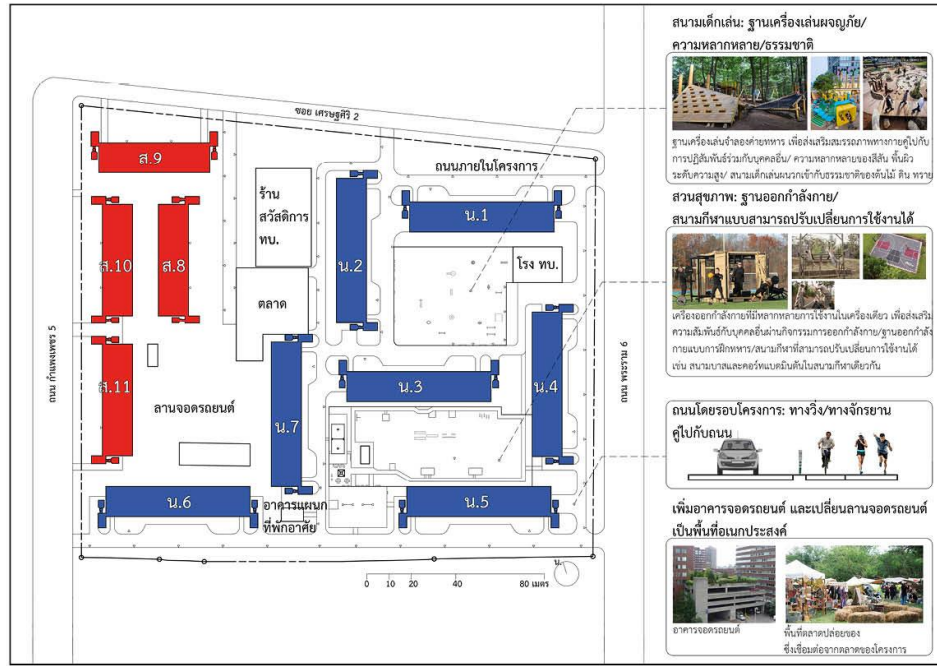 ซอย เศรษฐศิริ 2
ถนน กำแพงเพชร 5
ถนน พระราม 6
ถนนภายในโครงการ
ส.9
ส.10
ส.8
ส.11
ร้าน
สวัสดิการ
ทบ.
ตลาด
น.2
น.1
โรง ทบ.
น.3
น.4
น.7
ลานจอดรถยนต์
น.6
อาคารแผนก
ที่พักอาศัย
น.5
0 10 20 40 80 เมตร
น.
สนามเด็กเล่น: ฐานเครื่องเล่นผจญภัย/
ความหลากหลาย/ธรรมชาติ
ฐานเครื่องเล่นจำลองค่ายทหาร เพื่อส่งเสริมสมรรถภาพทางกายคู่ไปกับ
การปฏิสัมพันธ์ร่วมกับบุคคลอื่น/ ความหลากหลายของสีสัน พื้นผิว
ระดับความสูง/ สนามเด็กเล่นผนวกเข้ากับธรรมชาติของต้นไม้ ดิน ทราย
สวนสุขภาพ: ฐานออกกำลังกาย/
สนามกีฬาแบบสามารถปรับเปลี่ยนการใช้งานได้
เครื่องออกกำลังกายที่มีหลากหลายการใช้งานในเครื่องเดียว เพื่อส่งเสริม
ความสัมพันธ์กับบุคคลอื่นผ่านกิจกรรมการออกกำลังกาย/ฐานออกกำลัง
กายแบบการฝึกทหาร/สนามกีฬาที่สามารถปรับเปลี่ยนการใช้งานได้
เช่น สนามบาสและคอร์ทแบดมินตันในสนามกีฬาเดียวกัน
ถนนโดยรอบโครงการ: ทางวิ่ง/ทางจักรยาน
คู่ไปกับถนน
เพิ่มอาคารจอดรถยนต์ และเปลี่ยนลานจอดรถยนต์
เป็นพื้นที่อเนกประสงค์
อาคารจอดรถยนต์
พื้นที่ตลาดปล่อยของ
ซึ่งเชื่อมต่อจากตลาดของโครงการ